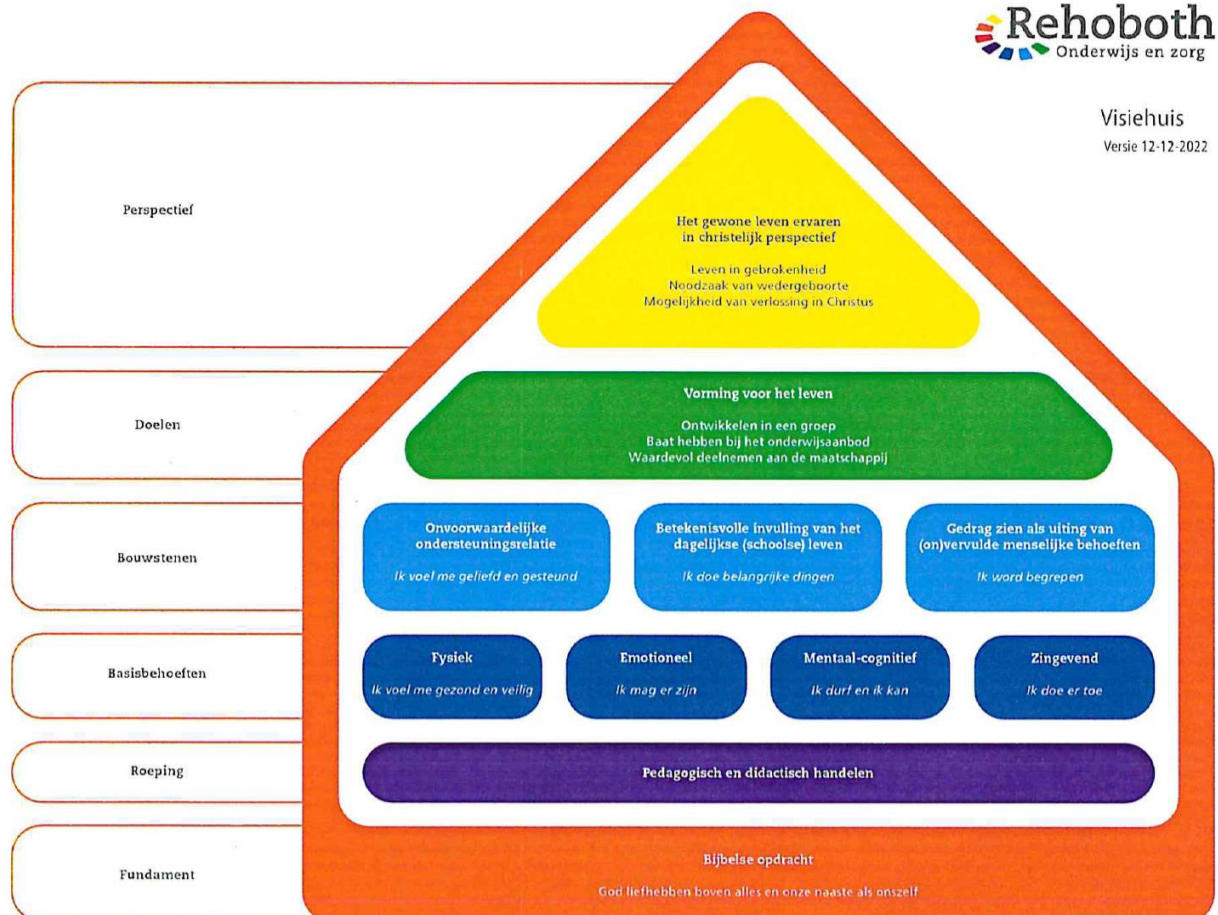 Rehoboth
Onderwijs en zorg
Visiehuis
Versie 12-12-2022
Perspectief
Het gewone leven ervaren
in christelijk perspectief
Leven in gebrokenheid
Noodzaak van wedergeboorte
Mogelijkheid van verlossing in Christus
Doelen
Vorming voor het leven
Ontwikkelen in een groep
Baat hebben bij het onderwijsaanbod
Waardevol deelnemen aan de maatschappij
Bouwstenen
Onvoorwaardelijke
ondersteuningsrelatie
Ik voel me geliefd en gesteund
Betekenisvolle invulling van het
dagelijkse (schoolse) leven
Ik doe belangrijke dingen
Gedrag zien als uiting van
(on)vervulde menselijke behoeften
Ik word begrepen
Basisbehoeften
Fysiek
Ik voel me gezond en veilig
Emotioneel
Ik mag er zijn
Mentaal-cognitief
Ik durf en ik kan
Zingevend
Ik doe er toe
Roeping
Pedagogisch en didactisch handelen
Fundament
Bijbelse opdracht
God liefhebben boven alles en onze naaste als onszelf